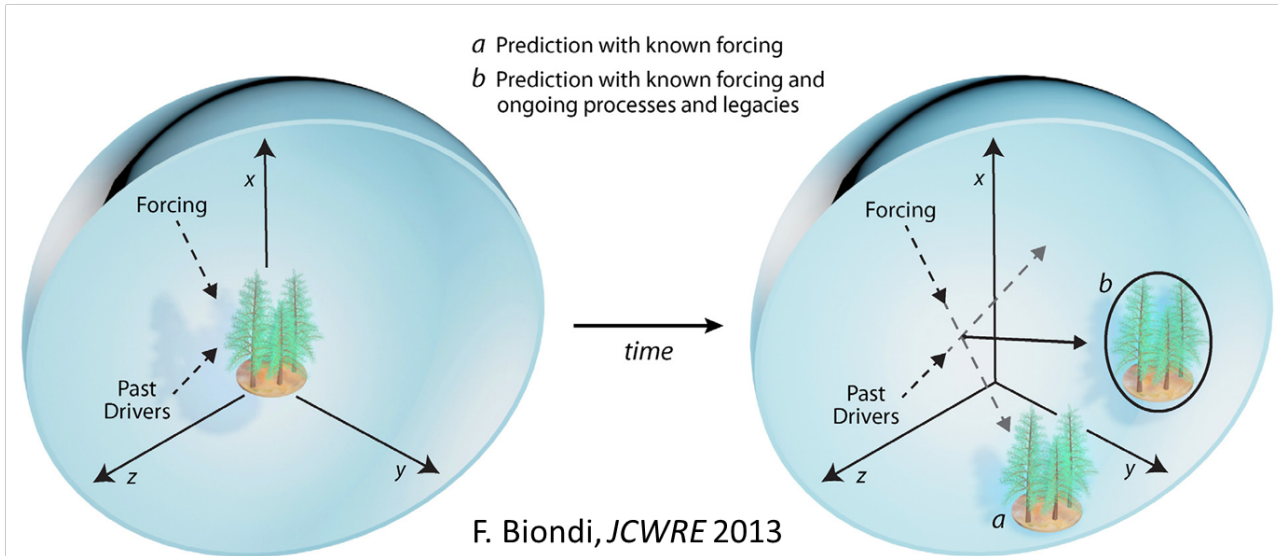 a Prediction with known forcing
b Prediction with known forcing and
ongoing processes and legacies
x
Forcing
Past
Drivers
z
y
time
x
Forcing
b
Past
Drivers
z
y
a
F. Biondi, JCWRE 2013